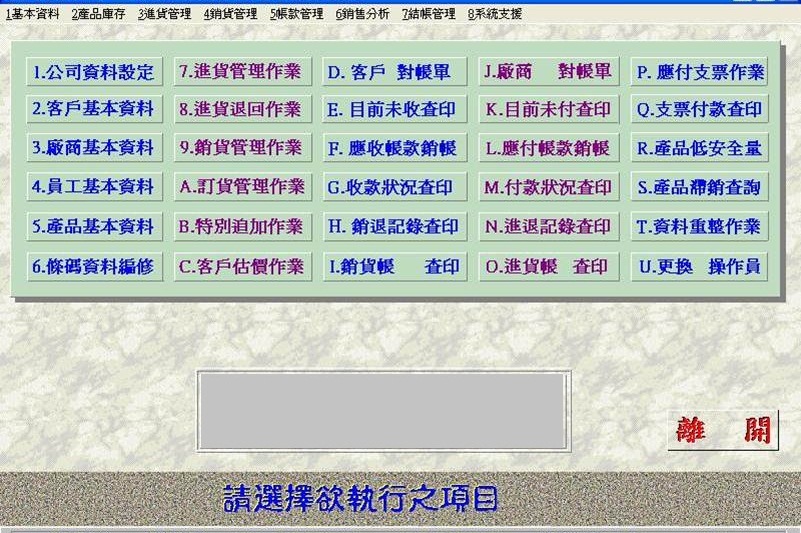 1基本資料 2產品庫存 3進貨管理 4銷貨管理 5帳款管理 6銷售分析 7結帳管理 8系統支援
1.公司資料設定 7.進貨管理作業 D. 客戶 對帳單 J.廠商 對帳單 P. 應付支票作業
2.客戶基本資料 8.進貨退回作業 E. 目前未收查印 K.目前未付查印 Q.支票付款查印
3.廠商基本資料 9.銷貨管理作業 F. 應收帳款銷帳 L.應付帳款銷帳 R.產品低安全量
4.員工基本資料 A.訂貨管理作業 G.收款狀況查印 M.付款狀況查印 S.產品滯銷查詢
5.產品基本資料 B.特別追加作業 H. 銷退記錄查印 N.進退記錄查印 T.資料重整作業
6.條碼資料編修 C.客戶估價作業 I.銷貨帳 查印 O.進貨帳 查印 U.更換 操作員
離 開
請選擇欲執行之項目